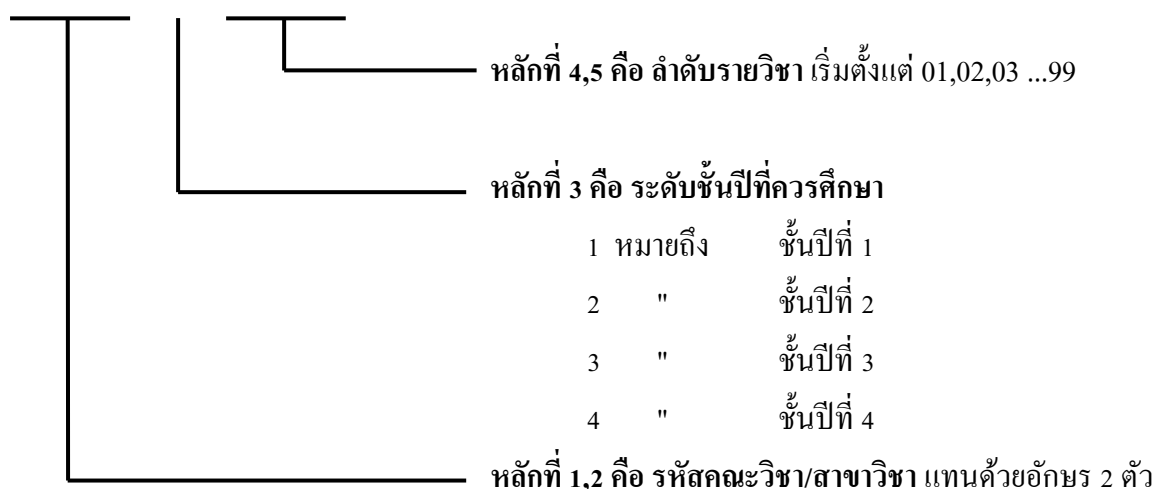 หลักที่ 4,5 คือ ลำดับรายวิชา เริ่มตั้งแต่ 01,02,03 ...99
หลักที่ 3 คือ ระดับชั้นปีที่ควรศึกษา
1 หมายถึง ชั้นปีที่ 1
2 " ชั้นปีที่ 2
3 " ชั้นปีที่ 3
4 " ชั้นปีที่ 4
หลักที่ 1,2 คือ รหัสคณะวิชา/สาขาวิชา แทนด้วยอักษร 2 ตัว